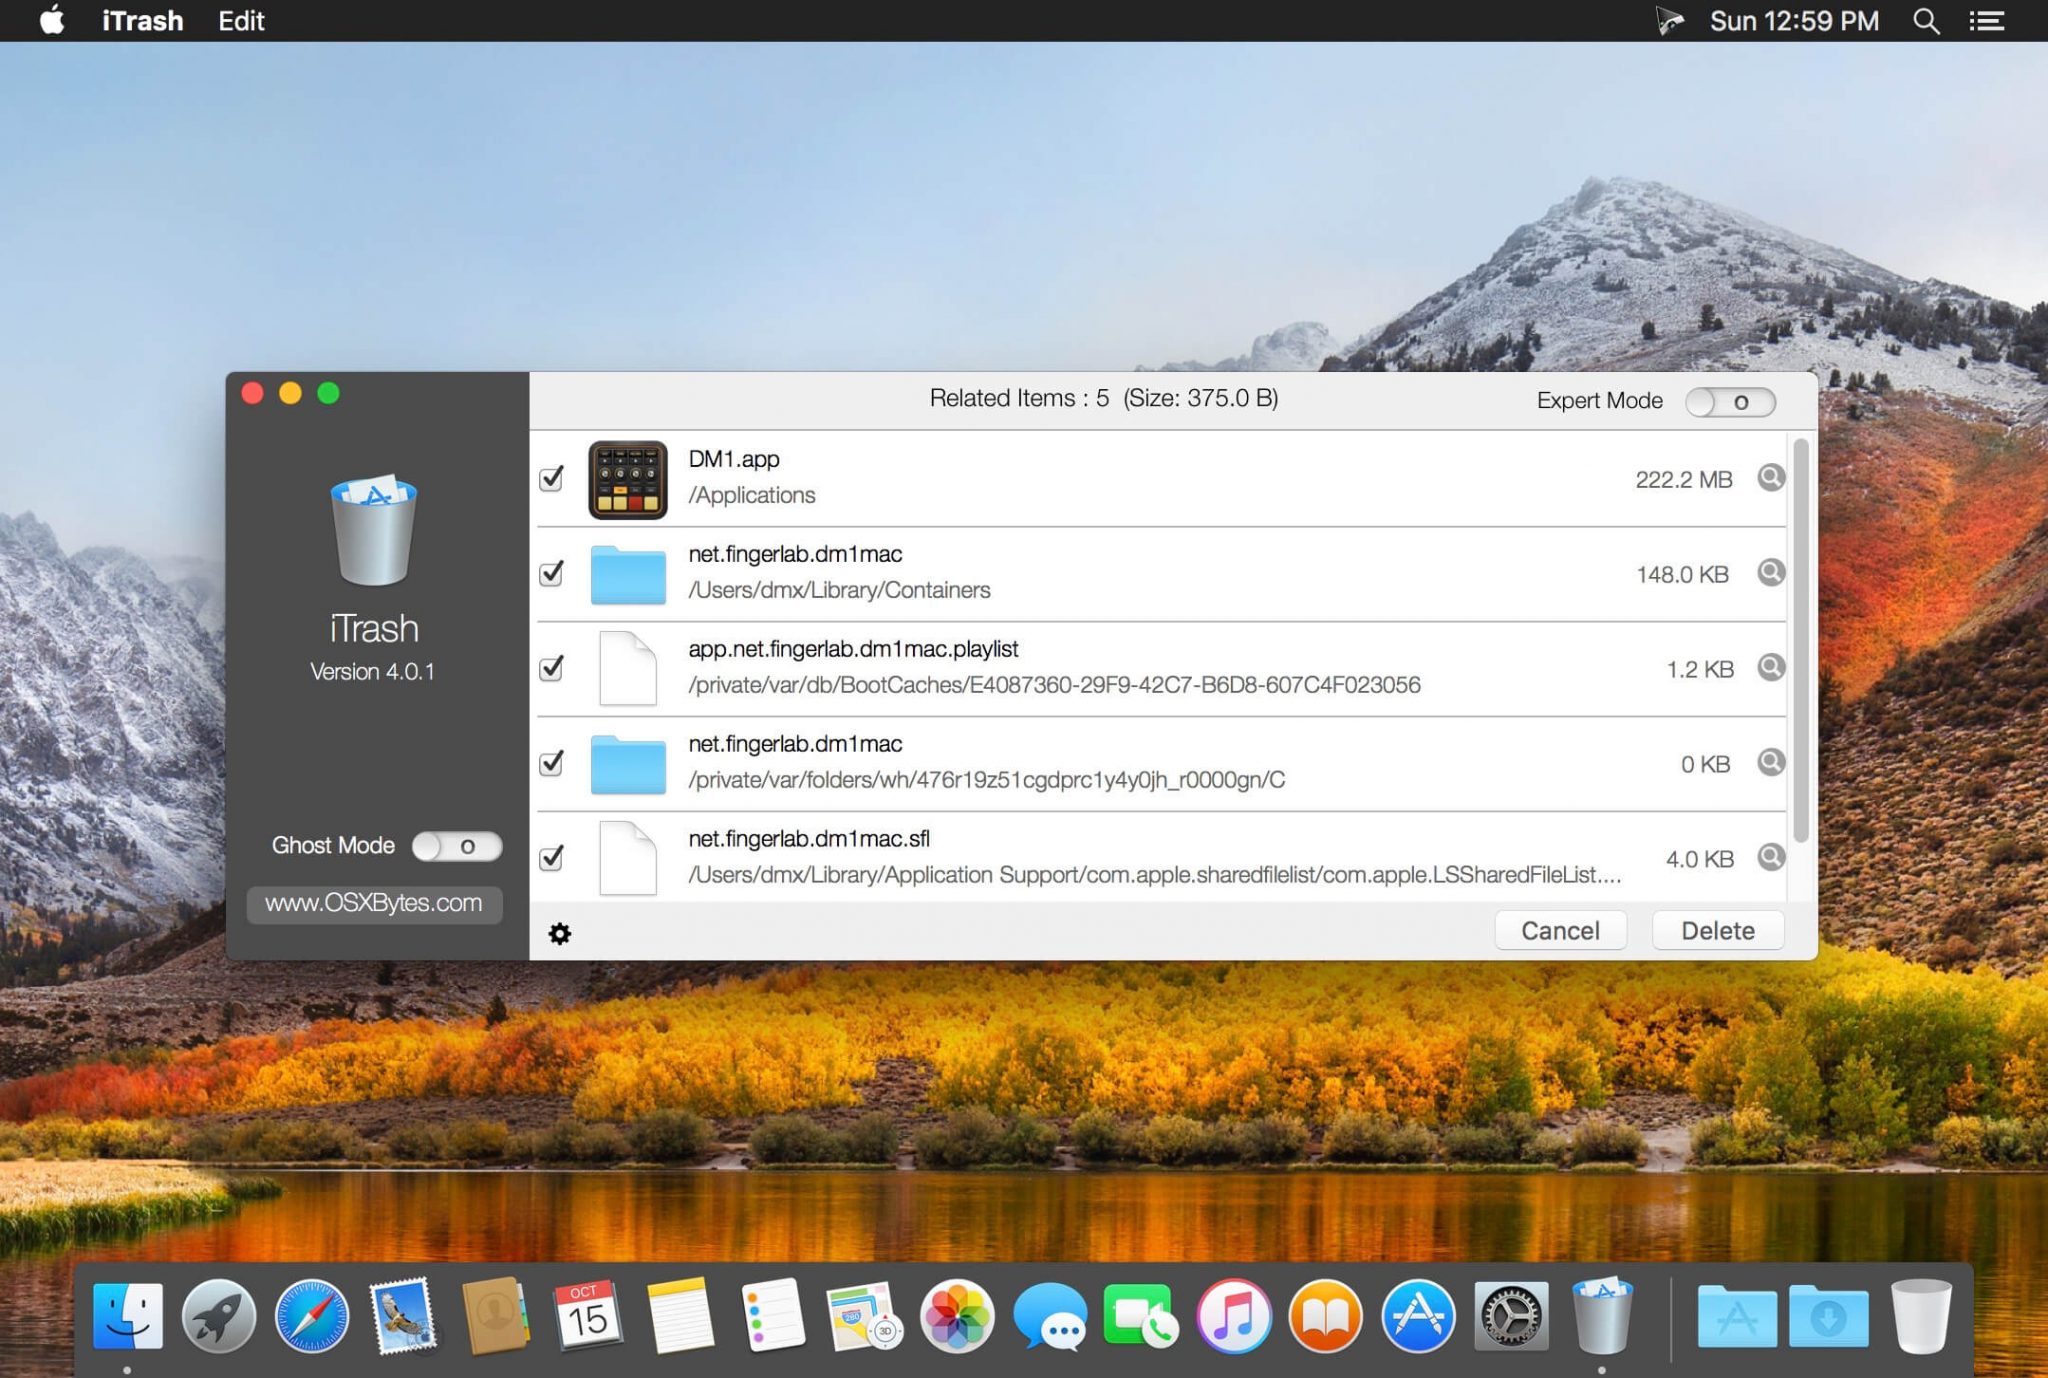 iTrash Edit Sun 12:59 PM
Related Items : 5 (Size: 375.0 B)
Expert Mode O
DM1.app
/Applications
222.2 MB
net.fingerlab.dm1mac
/Users/dmx/Library/Containers
148.0 KB
app.net.fingerlab.dm1mac.playlist
/private/var/db/BootCaches/E4087360-29F9-42C7-B6D8-607C4F023056
1.2 KB
net.fingerlab.dm1mac
/private/var/folders/wh/476r19z51cgdprc1y4y0jh_r0000gn/C
0 KB
net.fingerlab.dm1mac.sfl
/Users/dmx/Library/Application Support/com.apple.sharedfilelist/com.apple.LSSharedFileList....
4.0 KB
iTrash
Version 4.0.1
Ghost Mode O
www.OSXBytes.com
Cancel
Delete
OCT
15
280
3D